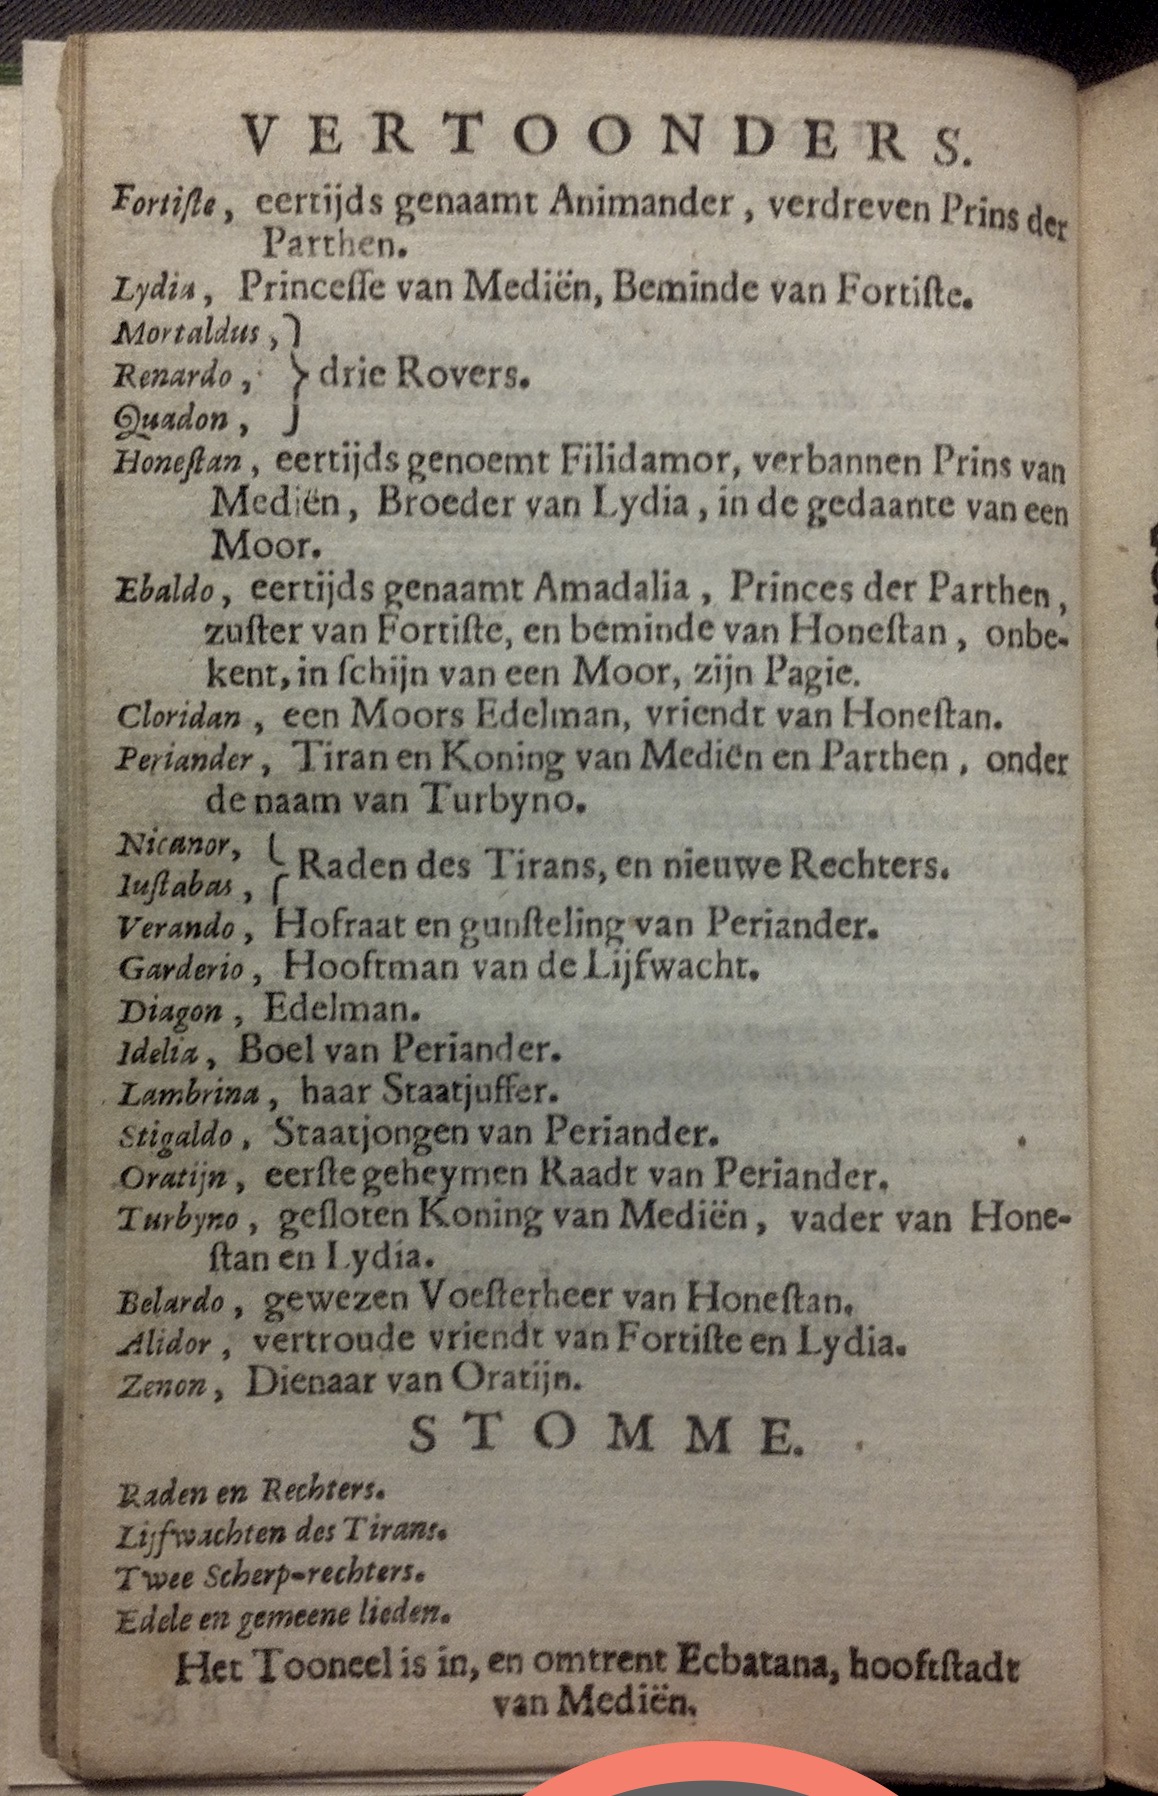 VERTOONDERS.
Fortiſte, eertijds genaamt Animander, verdreven Prins der
Parthen.
Lydia, Princeſſe van Mediën, Beminde van Fortiſte.
Mortaldus,
Renardo, } drie Rovers.
Quadon,
Honeſtan, eertijds genoemt Filidamor, verbannen Prins van
Mediën, Broeder van Lydia, in de gedaante van een
Moor.
Ebaldo, eertijds genaamt Amadalia, Princes der Parthen,
zuſter van Fortiſte, en beminde van Honeſtan, onbe-
kent, in ſchijn van een Moor, zijn Pagie.
Cloridan, een Moors Edelman, vriendt van Honeſtan.
Periander, Tiran en Koning van Mediën en Parthen, onder
de naam van Turbyno.
Nicanor,
Iuſtabas, { Raden des Tirans, en nieuwe Rechters.
Verando, Hofraat en gunſteling van Periander.
Garderio, Hooftman van de Lijfwacht.
Diagon, Edelman.
Idelia, Boel van Periander.
Lambrina, haar Staatjuffer.
Stigaldo, Staatjongen van Periander.
Oratijn, eerſte geheymen Raadt van Periander.
Turbyno, geſloten Koning van Mediën, vader van Hone-
ſtan en Lydia.
Belardo, gewezen Voeſterheer van Honeſtan.
Alidor, vertroude vriendt van Fortiſte en Lydia.
Zenon, Dienaar van Oratijn.
STOMME.
Raden en Rechters.
Lijfwachten des Tirans.
Twee Scherp-rechters.
Edele en gemeene lieden.
Het Tooneel is in, en omtrent Ecbatana, hooftſtadt
van Mediën.